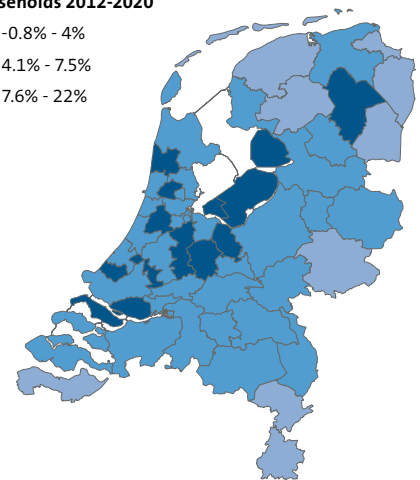 seholds 2012-2020
-0.8% - 4%
4.1% - 7.5%
7.6% - 22%